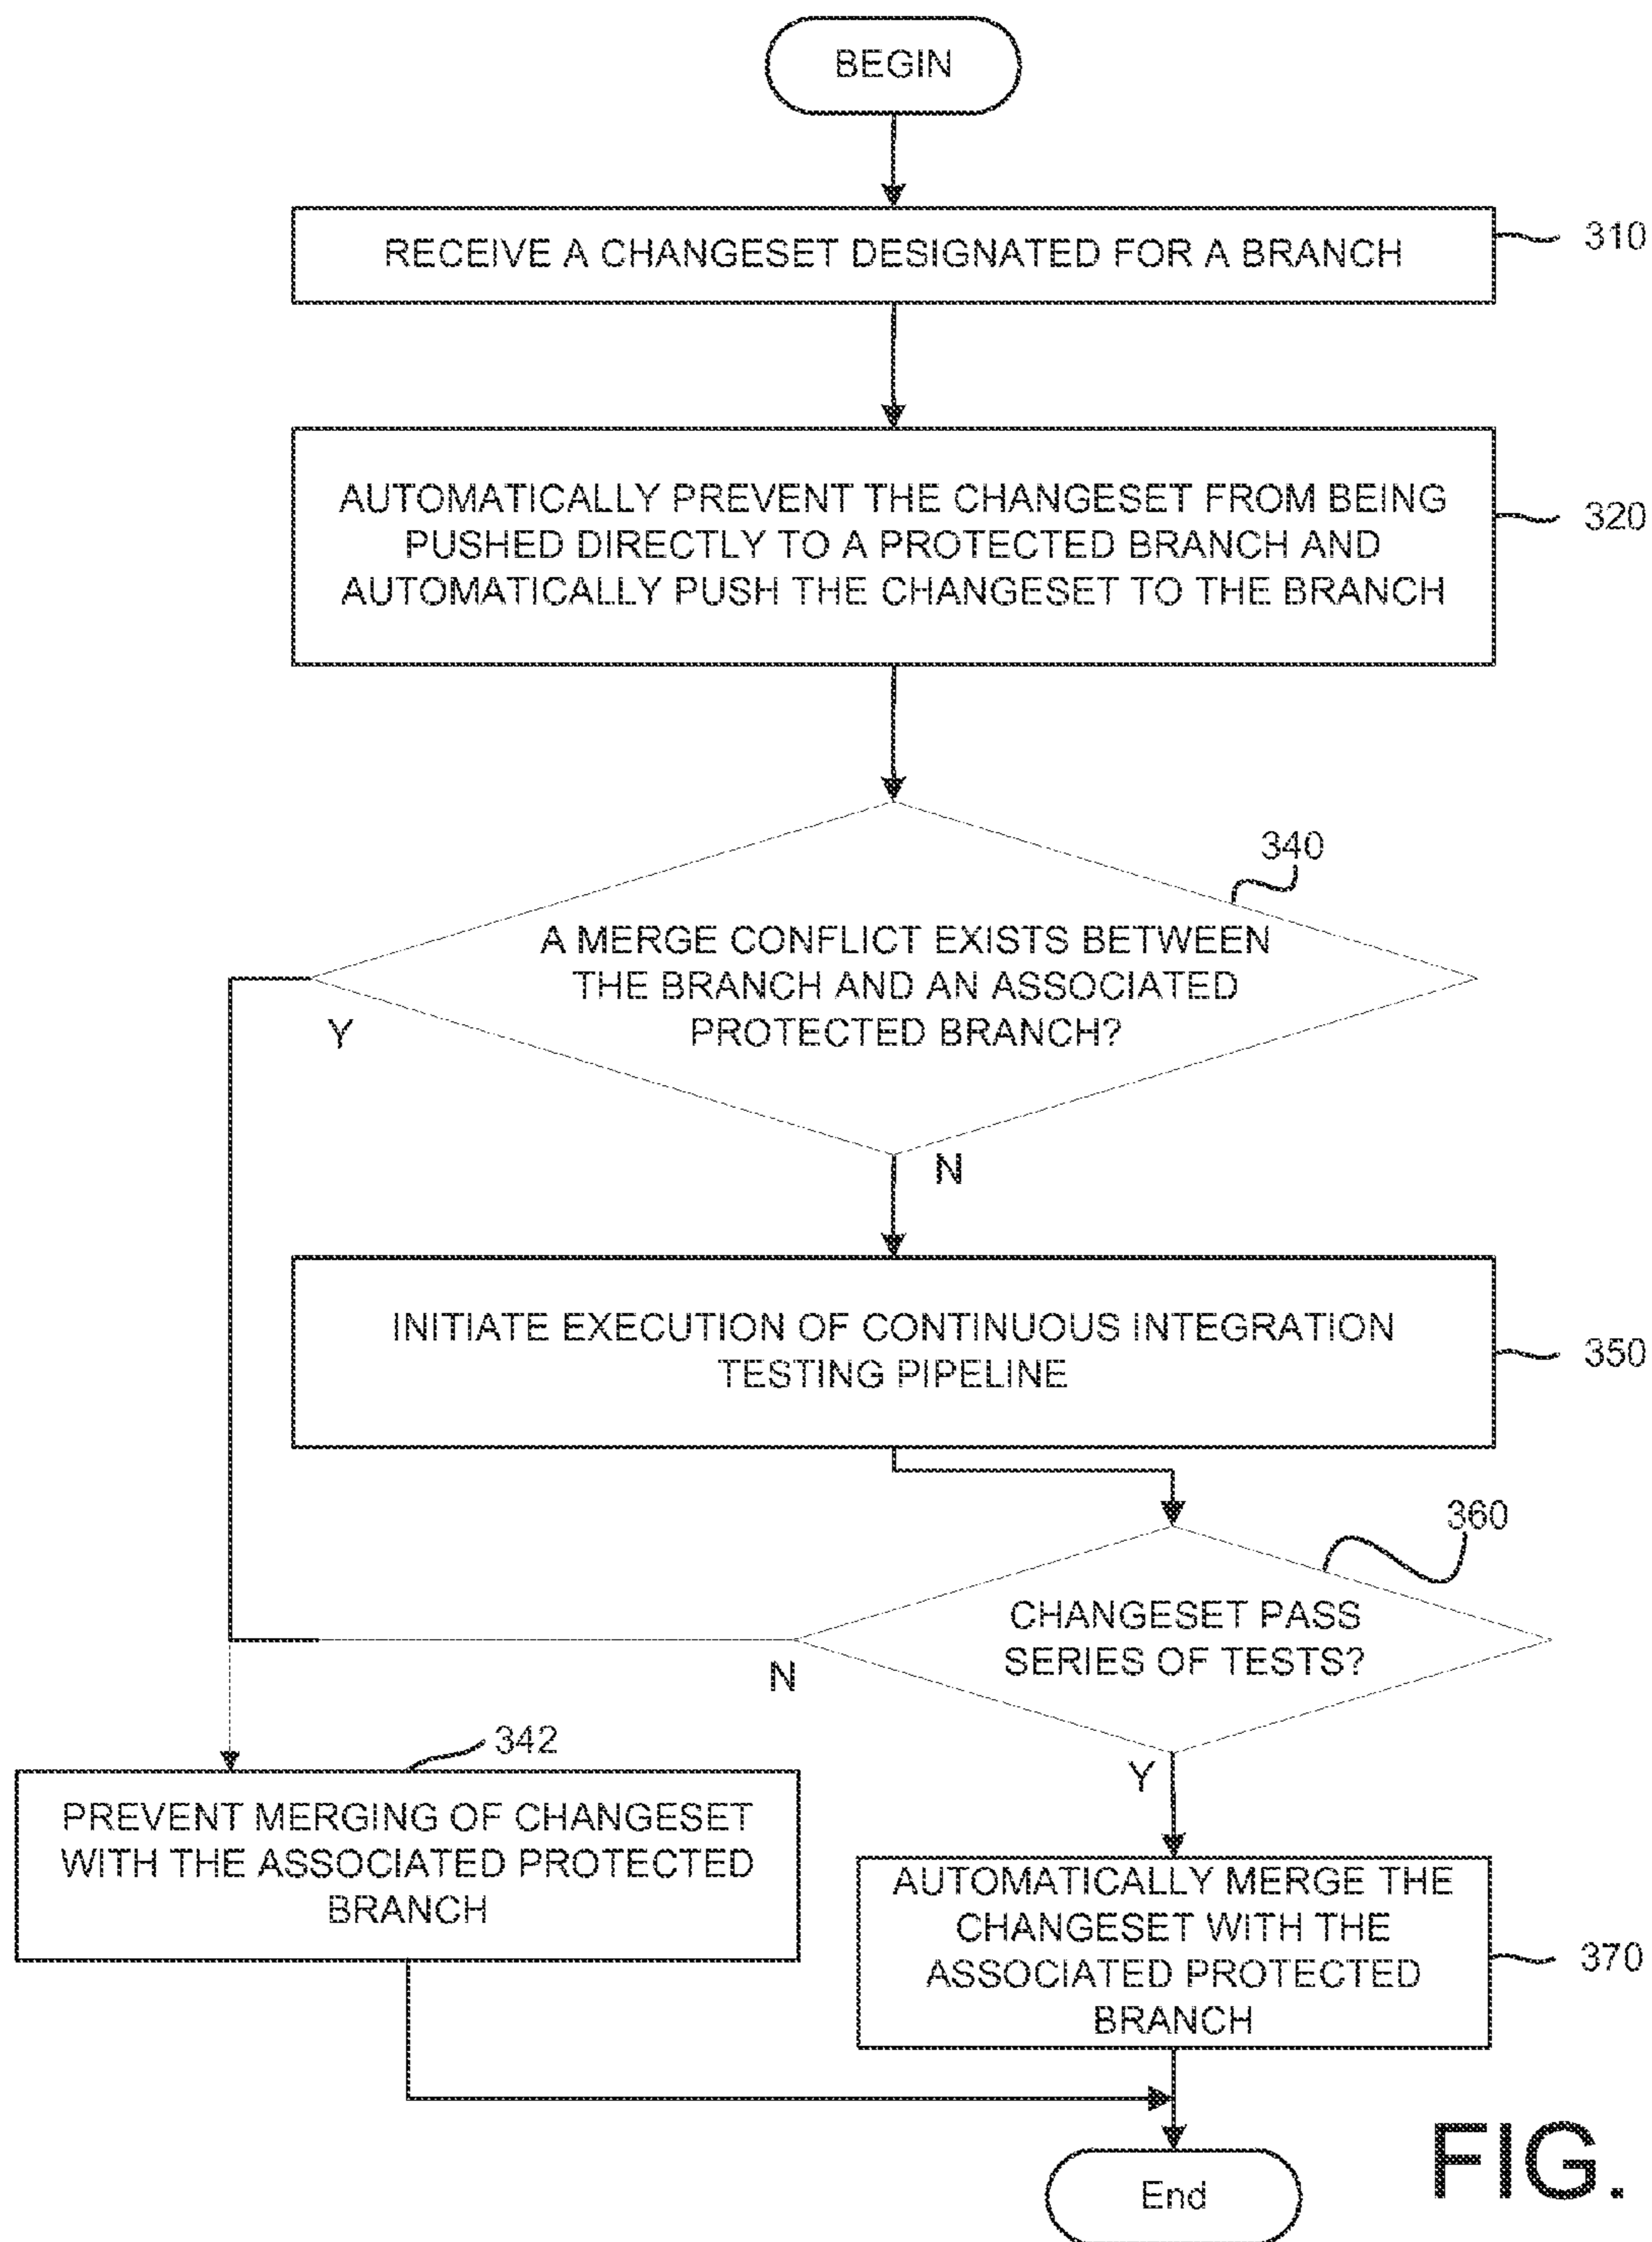 BEGIN
RECEIVE A CHANGESET DESIGNATED FOR A BRANCH
310
AUTOMATICALLY PREVENT THE CHANGESET FROM BEING
PUSHED DIRECTLY TO A PROTECTED BRANCH AND
AUTOMATICALLY PUSH THE CHANGESET TO THE BRANCH
320
340
A MERGE CONFLICT EXISTS BETWEEN
THE BRANCH AND AN ASSOCIATED
PROTECTED BRANCH?
Y
N
INITIATE EXECUTION OF CONTINUOUS INTEGRATION
TESTING PIPELINE
350
360
CHANGESET PASS
SERIES OF TESTS?
N
Y
342
PREVENT MERGING OF CHANGESET
WITH THE ASSOCIATED PROTECTED
BRANCH
AUTOMATICALLY MERGE THE
CHANGESET WITH THE
ASSOCIATED PROTECTED
BRANCH
370
End
FIG.